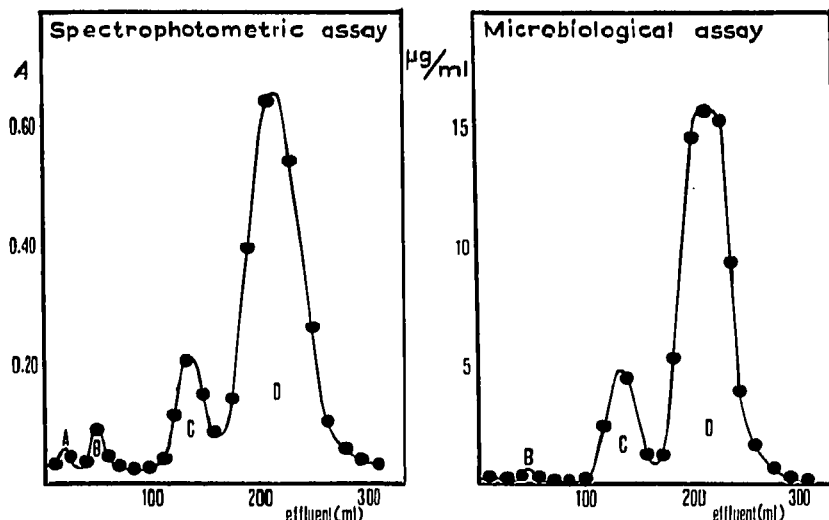 Spectrophotometric assay
A
0.60
0.40
0.20
A
B
C
D
100
200
300
effluent(ml)
Microbiological assay
µg/ml
15
10
5
B
C
D
100
200
300
effluent(ml)